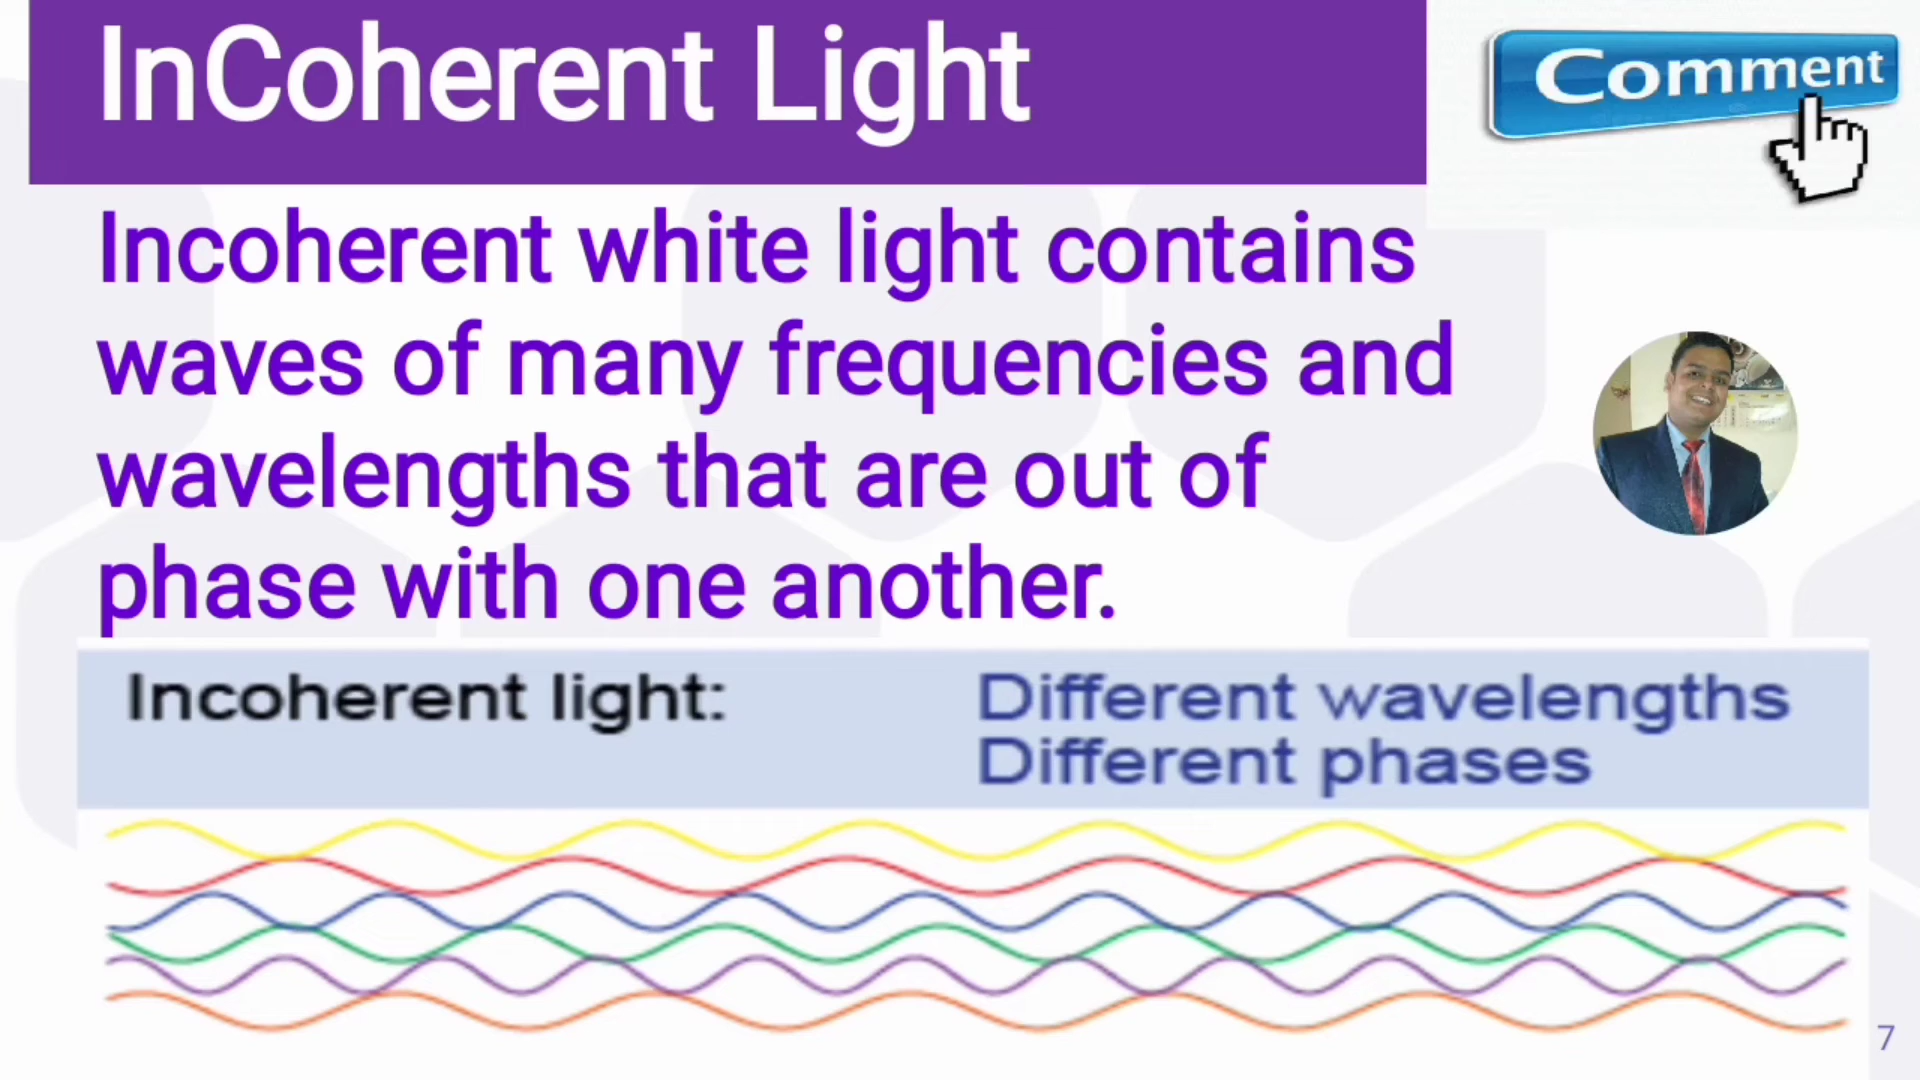 InCoherent Light
Comment
Incoherent white light contains
waves of many frequencies and
wavelengths that are out of
phase with one another.
Incoherent light:
Different wavelengths
Different phases
7